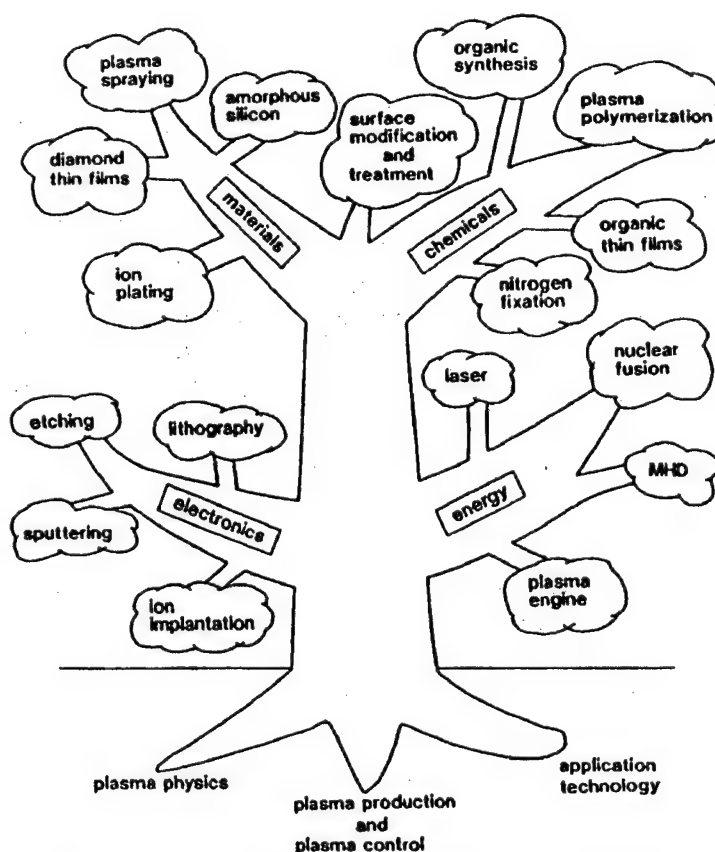 plasma
spraying
amorphous
silicon
organic
synthesis
plasma
polymerization
surface
modification
and
treatment
diamond
thin films
materials
chemicals
organic
thin films
ion
plating
nitrogen
fixation
nuclear
fusion
laser
etching
lithography
MHD
electronics
energy
sputtering
plasma
engine
ion
implantation
plasma physics
application
technology
plasma production
and
plasma control